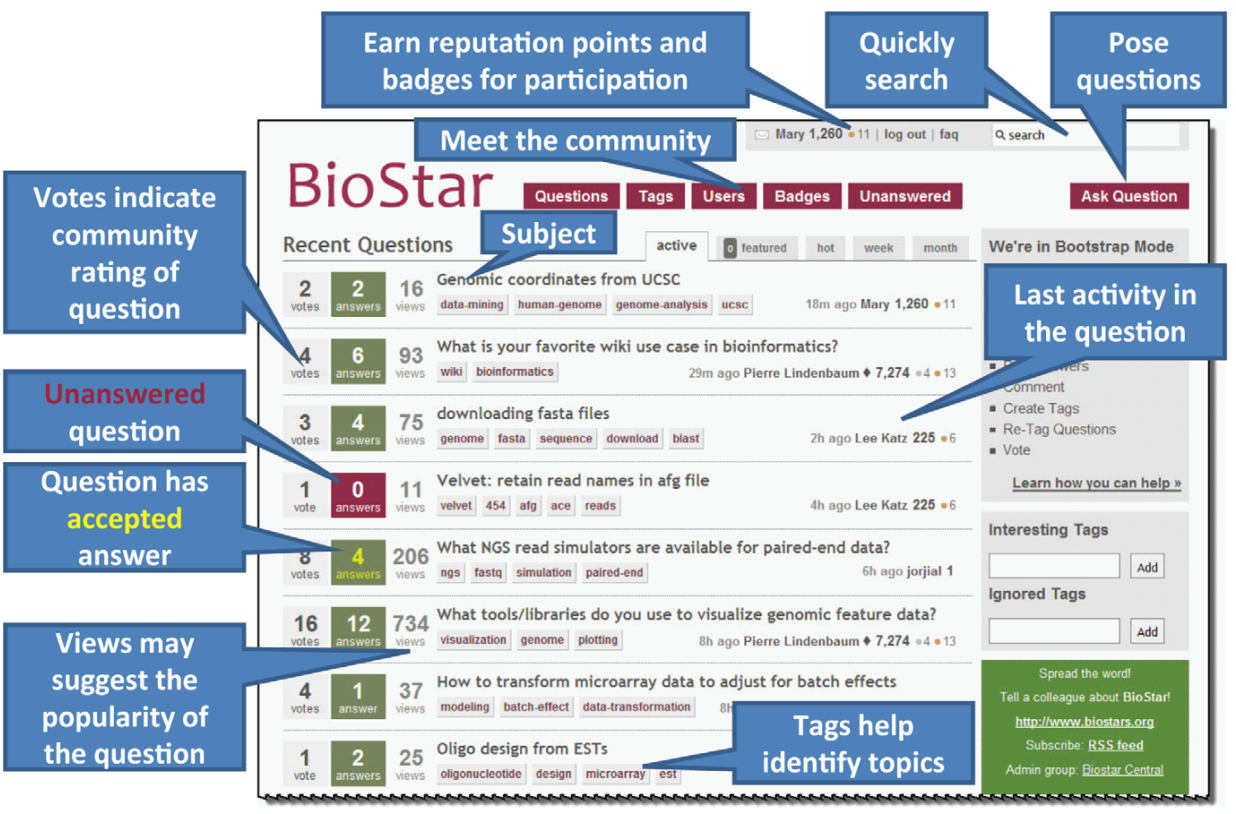 Earn reputation points and
badges for participation
Quickly
search
Pose
questions
Meet the community
Mary 1,260 ●11 | log out | faq
search
BioStar
Questions
Tags
Users
Badges
Unanswered
Ask Question
Votes indicate
community
rating of
question
Subject
Recent Questions
active
0 featured
hot
week
month
We're in Bootstrap Mode
2 votes
2 answers
16 views
Genomic coordinates from UCSC
data-mining human-genome genome-analysis ucsc
18m ago Mary 1,260 ●11
Last activity in
the question
4 votes
6 answers
93 views
What is your favorite wiki use case in bioinformatics?
wiki bioinformatics
29m ago Pierre Lindenbaum ♦ 7,274 ●4 ●13
Comment
Create Tags
Re-Tag Questions
Vote
Learn how you can help »
Unanswered
question
3 votes
4 answers
75 views
downloading fasta files
genome fasta sequence download blast
2h ago Lee Katz 225 ●6
Question has
accepted
answer
1 vote
0 answers
11 views
Velvet: retain read names in afg file
velvet 454 afg ace reads
4h ago Lee Katz 225 ●6
Interesting Tags
Add
Ignored Tags
Add
8 votes
4 answers
206 views
What NGS read simulators are available for paired-end data?
ngs fastq simulation paired-end
6h ago jorjial 1
Views may
suggest the
popularity of
the question
16 votes
12 answers
734 views
What tools/libraries do you use to visualize genomic feature data?
visualization genome plotting
8h ago Pierre Lindenbaum ♦ 7,274 ●4 ●13
4 votes
1 answer
37 views
How to transform microarray data to adjust for batch effects
modeling batch-effect data-transformation
Tags help
identify topics
1 vote
2 answers
25 views
Oligo design from ESTs
oligonucleotide design microarray est
Spread the word!
Tell a colleague about BioStar!
http://www.biostars.org
Subscribe: RSS feed
Admin group: Biostar Central